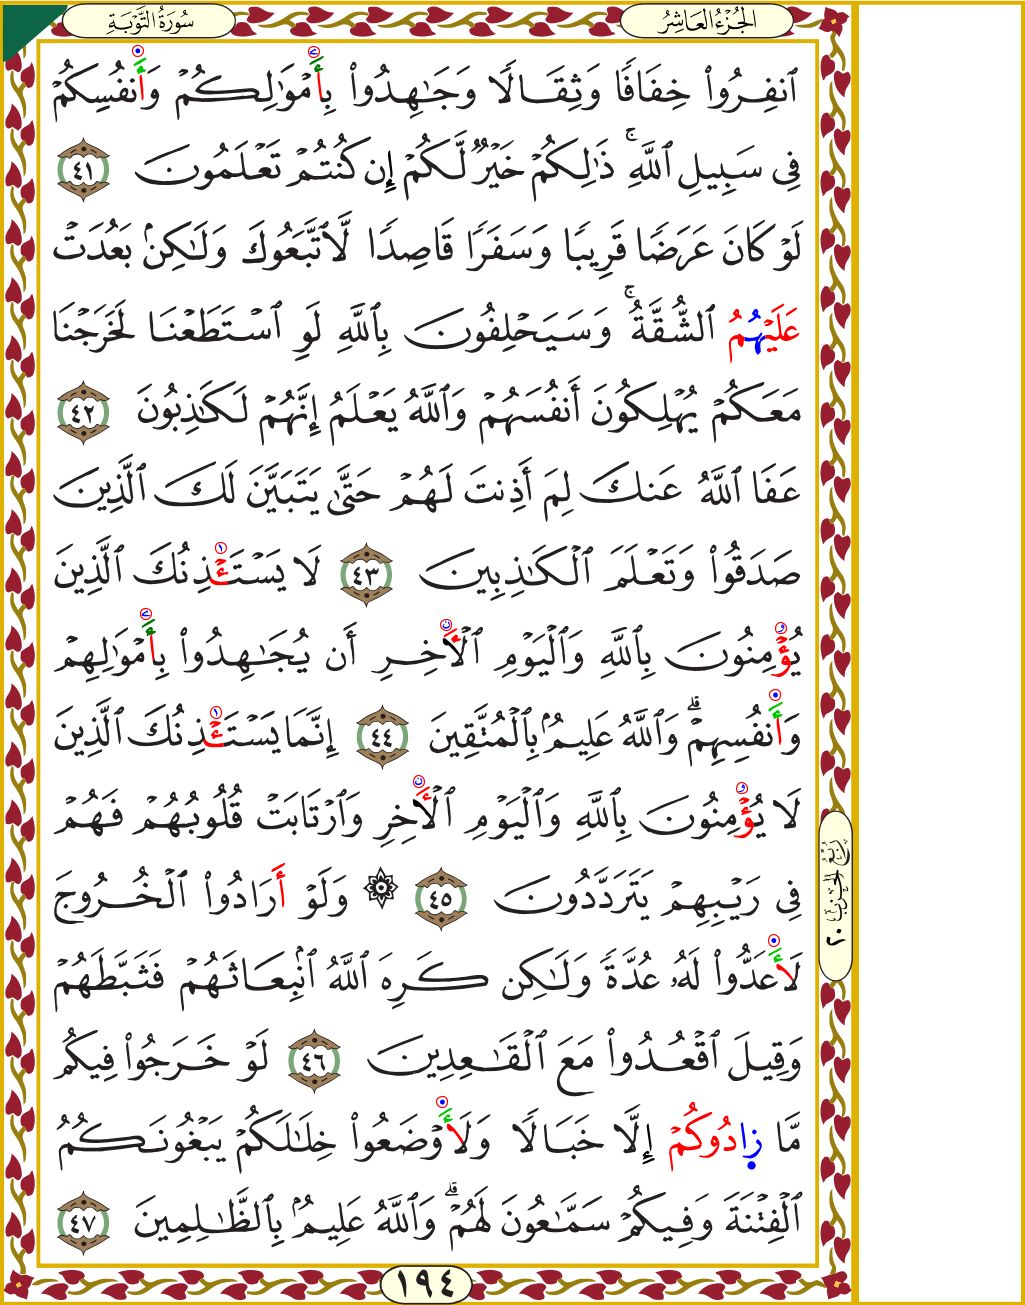 الجُزْءُ العَاشِرُ
سُورَةُ التَّوْبَةِ
ٱنفِرُواْ خِفَافًا وَثِقَالًا وَجَٰهِدُواْ بِأَمْوَٰلِكُمْ وَأَنفُسِكُمْ
فِى سَبِيلِ ٱللَّهِ ۚ ذَٰلِكُمْ خَيْرٌ لَّكُمْ إِن كُنتُمْ تَعْلَمُونَ ٤١
لَوْ كَانَ عَرَضًا قَرِيبًا وَسَفَرًا قَاصِدًا لَّاتَّبَعُوكَ وَلَٰكِنۢ بَعُدَتْ
عَلَيْهُمُ ٱلشُّقَّةُ ۚ وَسَيَحْلِفُونَ بِٱللَّهِ لَوِ ٱسْتَطَعْنَا لَخَرَجْنَا
مَعَكُمْ يُهْلِكُونَ أَنفُسَهُمْ وَٱللَّهُ يَعْلَمُ إِنَّهُمْ لَكَٰذِبُونَ ٤٢
عَفَا ٱللَّهُ عَنكَ لِمَ أَذِنتَ لَهُمْ حَتَّىٰ يَتَبَيَّنَ لَكَ ٱلَّذِينَ
صَدَقُواْ وَتَعْلَمَ ٱلْكَٰذِبِينَ ٤٣ لَا يَسْتَـْٔذِنُكَ ٱلَّذِينَ
يُؤْمِنُونَ بِٱللَّهِ وَٱلْيَوْمِ ٱلْأَخِرِ أَن يُجَٰهِدُواْ بِأَمْوَٰلِهِمْ
وَأَنفُسِهِمْ ۗ وَٱللَّهُ عَلِيمٌۢ بِٱلْمُتَّقِينَ ٤٤ إِنَّمَا يَسْتَـْٔذِنُكَ ٱلَّذِينَ
لَا يُؤْمِنُونَ بِٱللَّهِ وَٱلْيَوْمِ ٱلْأَخِرِ وَٱرْتَابَتْ قُلُوبُهُمْ فَهُمْ
فِى رَيْبِهِمْ يَتَرَدَّدُونَ ٤٥ ۞ وَلَوْ أَرَادُواْ ٱلْخُرُوجَ
لَأَعَدُّواْ لَهُۥ عُدَّةً وَلَٰكِن كَرِهَ ٱللَّهُ ٱنۢبِعَاثَهُمْ فَثَبَّطَهُمْ
وَقِيلَ ٱقْعُدُواْ مَعَ ٱلْقَٰعِدِينَ ٤٦ لَوْ خَرَجُواْ فِيكُم
مَّا زَادُوكُمْ إِلَّا خَبَالًا وَلَأَوْضَعُواْ خِلَٰلَكُمْ يَبْغُونَكُمُ
ٱلْفِتْنَةَ وَفِيكُمْ سَمَّٰعُونَ لَهُمْ ۗ وَٱللَّهُ عَلِيمٌۢ بِٱلظَّٰلِمِينَ ٤٧
رُبْعُ الحِزْبِ ٢٠
١٩٤